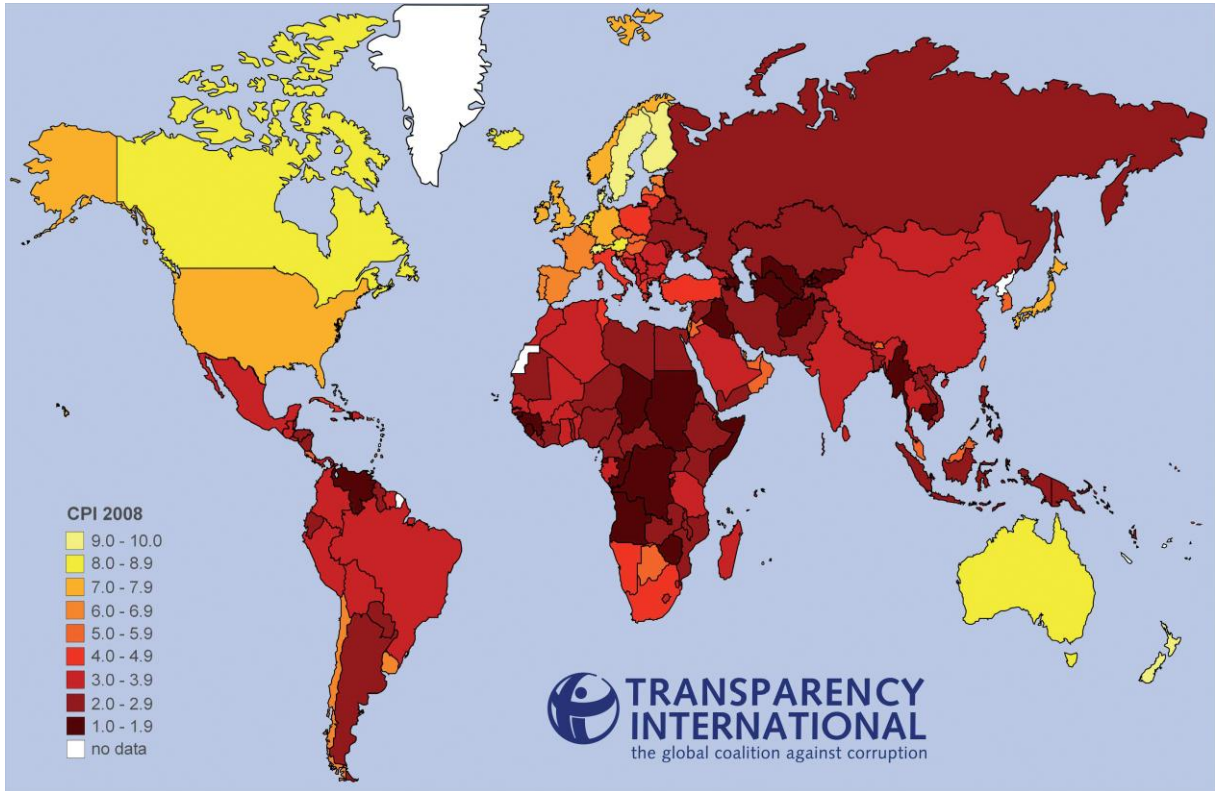 CPI 2008
9.0 - 10.0
8.0 - 8.9
7.0 - 7.9
6.0 - 6.9
5.0 - 5.9
4.0 - 4.9
3.0 - 3.9
2.0 - 2.9
1.0 - 1.9
no data
TRANSPARENCY
INTERNATIONAL
the global coalition against corruption